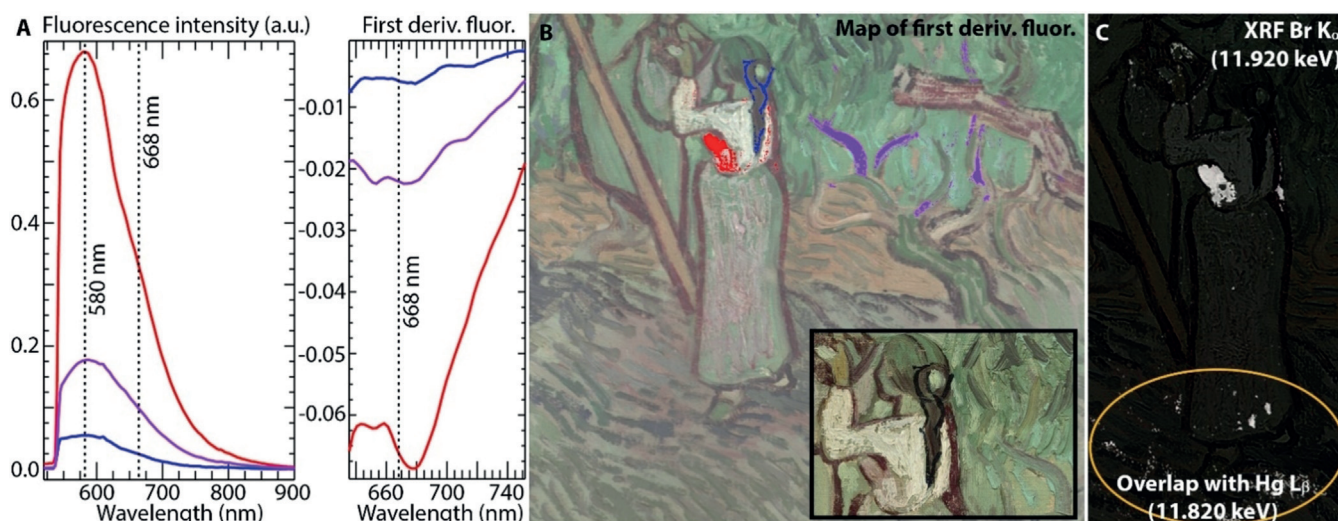 A
Fluorescence intensity (a.u.)
0.6
0.4
0.2
0.0
580 nm
668 nm
600 700 800 900
Wavelength (nm)
First deriv. fluor.
-0.01
-0.02
-0.03
-0.04
-0.05
-0.06
668 nm
660 700 740
Wavelength (nm)
B
Map of first deriv. fluor.
C
XRF Br Kα
(11.920 keV)
Overlap with Hg Lβ
(11.820 keV)